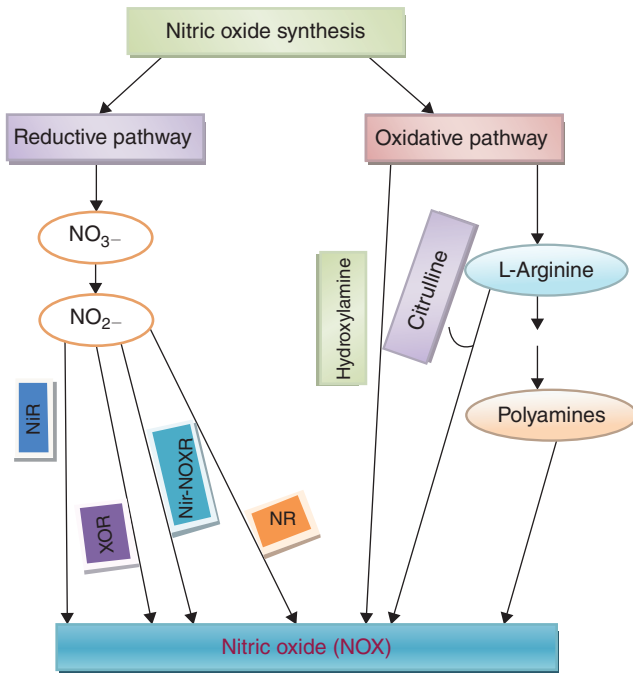 Nitric oxide synthesis
Reductive pathway
Oxidative pathway
NO3–
NO2–
Hydroxylamine
Citrulline
L-Arginine
Polyamines
NiR
XOR
Nir-NOXR
NR
Nitric oxide (NOX)